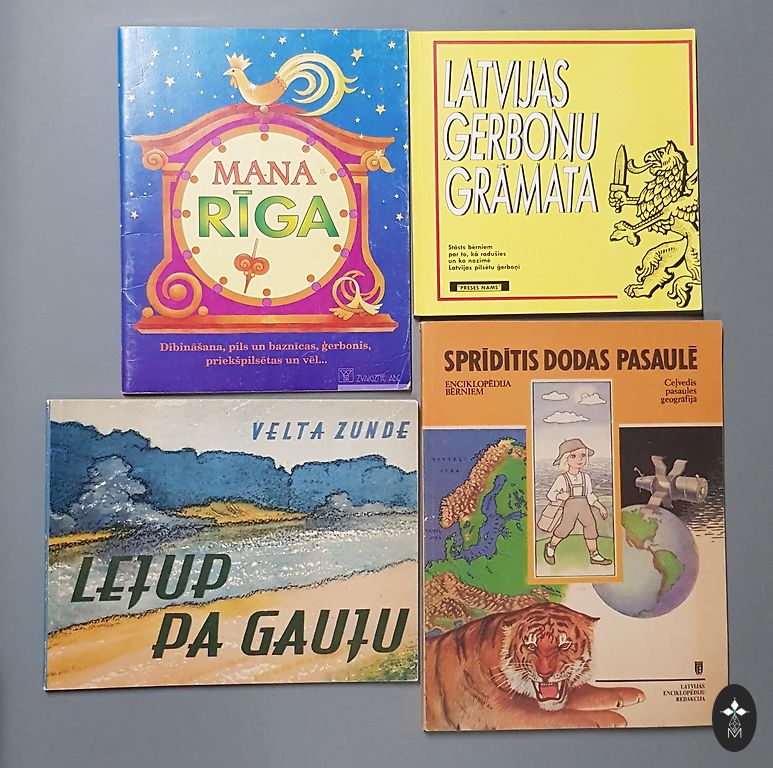 MANA
RĪGA
Dibināšana, pils un baznīcas, ģerbonis,
priekšpilsētas un vēl...
ZVAIGZNE ABC
LATVIJAS
ĢERBOŅU
GRĀMATA
Stāsts bērniem
par to, kā radušies
un ko nozīmē
Latvijas pilsētu ģerboņi
"PRESES NAMS"
VELTA ZUNDE
LEJUP
PA GAUJU
SPRĪDĪTIS DODAS PASAULĒ
ENCIKLOPĒDIJA
BĒRNIEM
Ceļvedis
pasaules
ģeogrāfijā
LATVIJAS
ENCIKLOPĒDIJU
REDAKCIJA
M